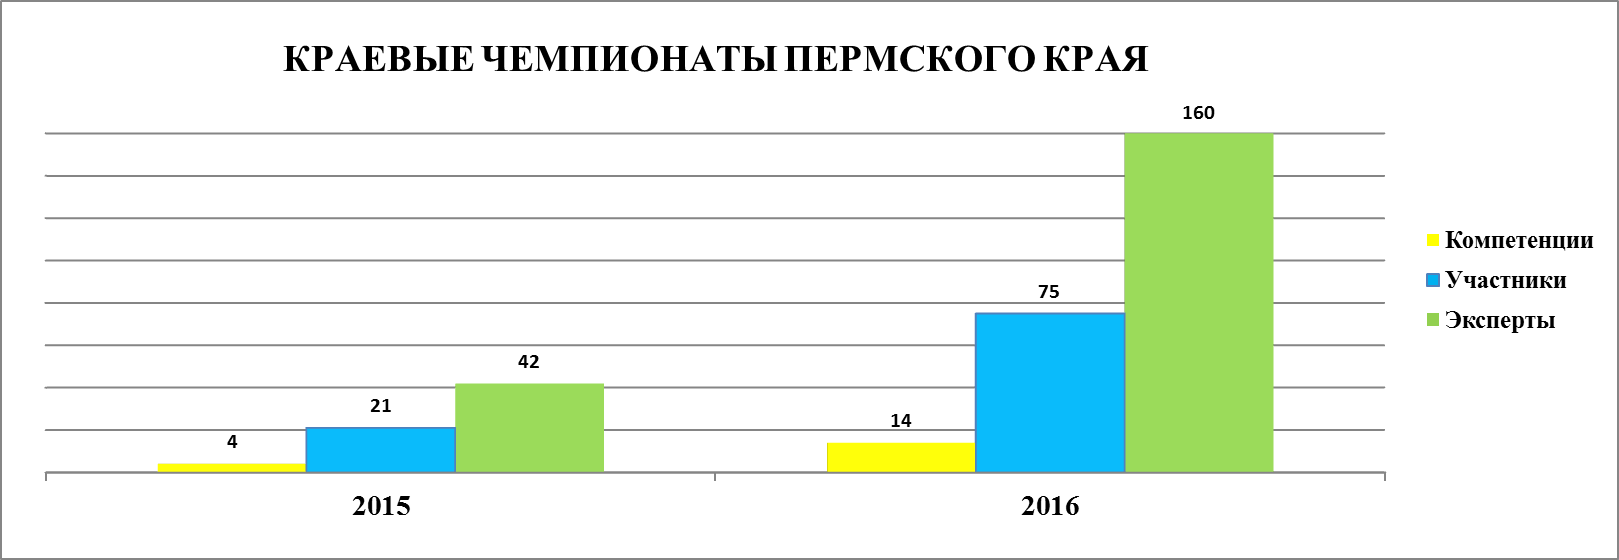 КРАЕВЫЕ ЧЕМПИОНАТЫ ПЕРМСКОГО КРАЯ
160
75
42
21
14
4
Компетенции
Участники
Эксперты
2015
2016